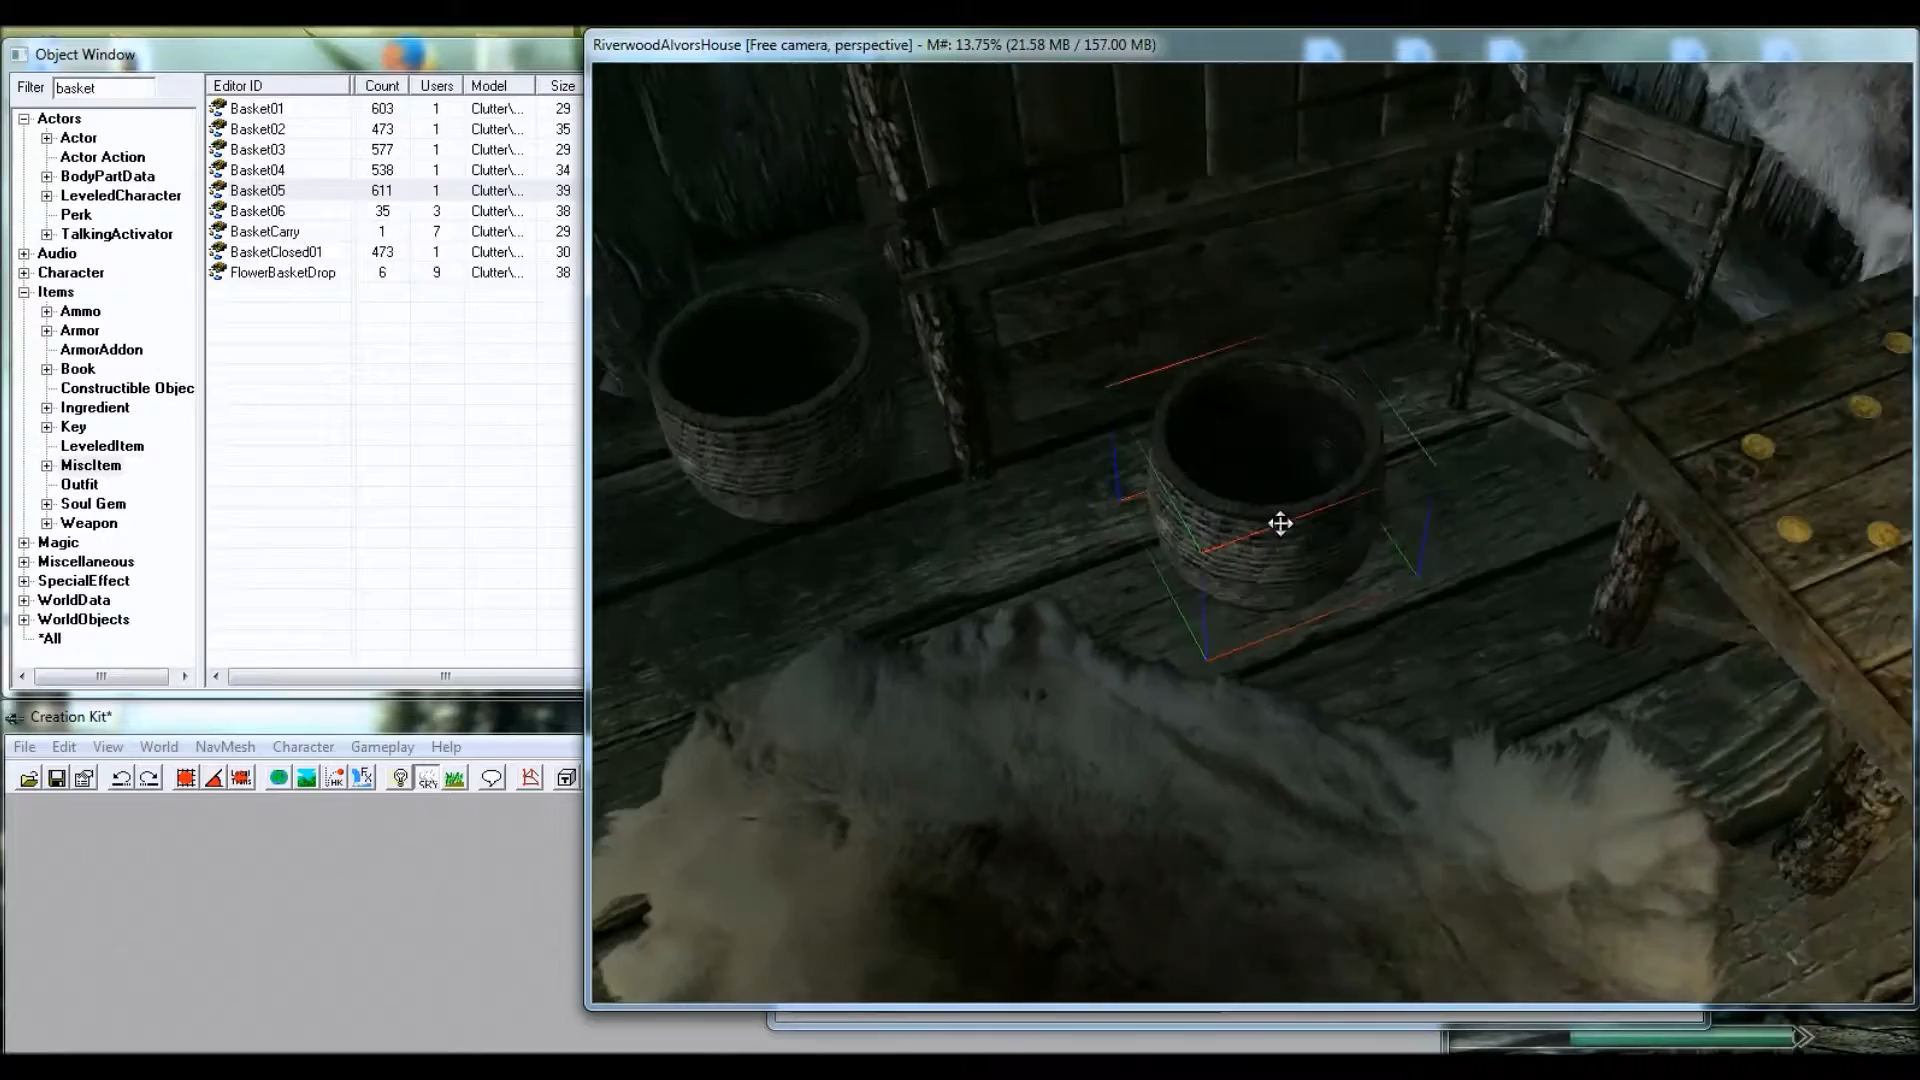 Object Window
Filter basket
Editor ID Count Users Model Size
Basket01 603 1 Clutter\... 29
Basket02 473 1 Clutter\... 35
Basket03 577 1 Clutter\... 29
Basket04 538 1 Clutter\... 34
Basket05 611 1 Clutter\... 39
Basket06 35 3 Clutter\... 38
BasketCarry 1 7 Clutter\... 29
BasketClosed01 473 1 Clutter\... 30
FlowerBasketDrop 6 9 Clutter\... 38
Actors
Actor
Actor Action
BodyPartData
LeveledCharacter
Perk
TalkingActivator
Audio
Character
Items
Ammo
Armor
ArmorAddon
Book
Constructible Objec
Ingredient
Key
LeveledItem
MiscItem
Outfit
Soul Gem
Weapon
Magic
Miscellaneous
SpecialEffect
WorldData
WorldObjects
*All
Creation Kit*
File Edit View World NavMesh Character Gameplay Help
SKY
RiverwoodAlvorsHouse [Free camera, perspective] - M#: 13.75% (21.58 MB / 157.00 MB)